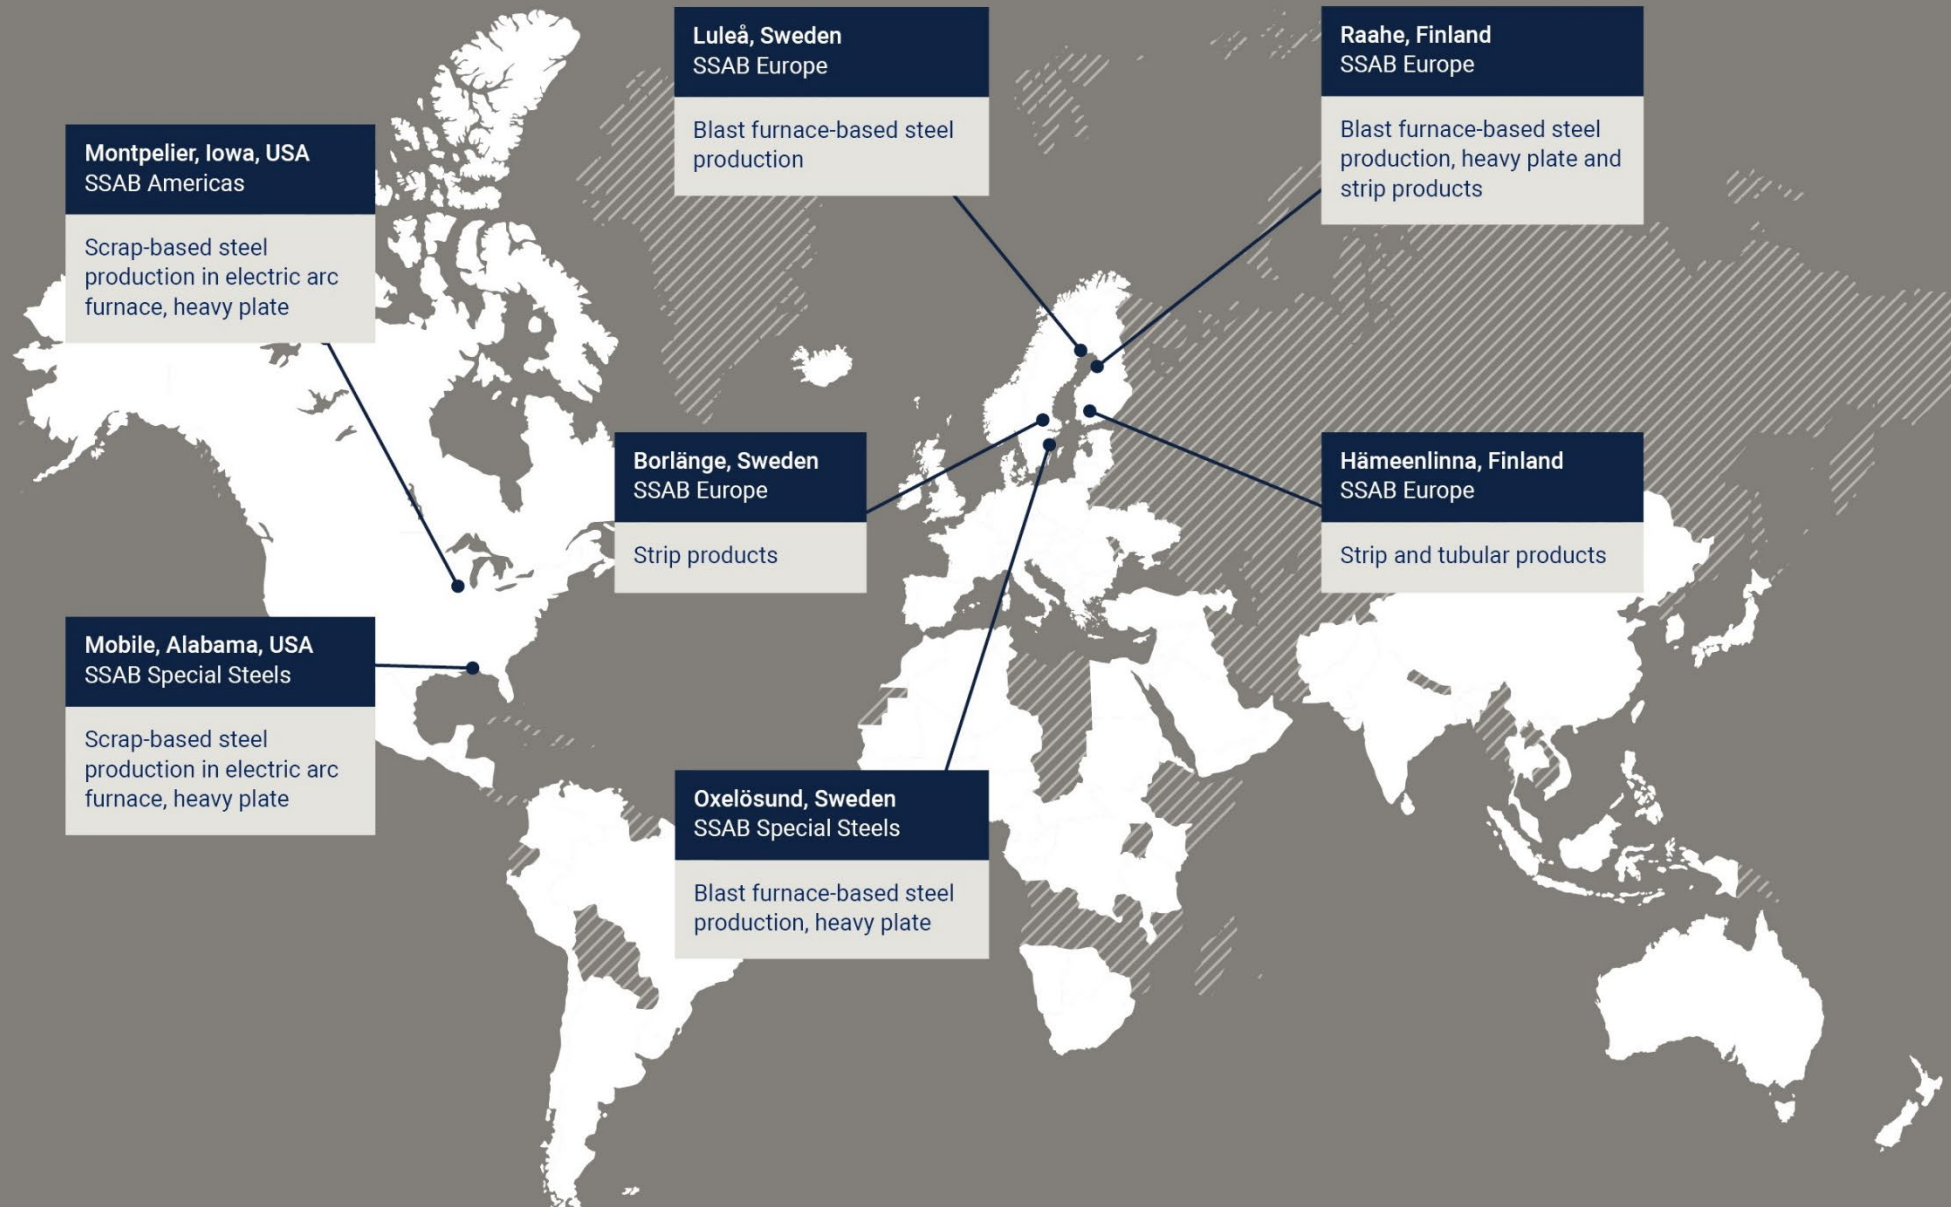 Luleå, Sweden
SSAB Europe
Blast furnace-based steel
production
Raahe, Finland
SSAB Europe
Blast furnace-based steel
production, heavy plate and
strip products
Montpelier, Iowa, USA
SSAB Americas
Scrap-based steel
production in electric arc
furnace, heavy plate
Borlänge, Sweden
SSAB Europe
Strip products
Hämeenlinna, Finland
SSAB Europe
Strip and tubular products
Mobile, Alabama, USA
SSAB Special Steels
Scrap-based steel
production in electric arc
furnace, heavy plate
Oxelösund, Sweden
SSAB Special Steels
Blast furnace-based steel
production, heavy plate